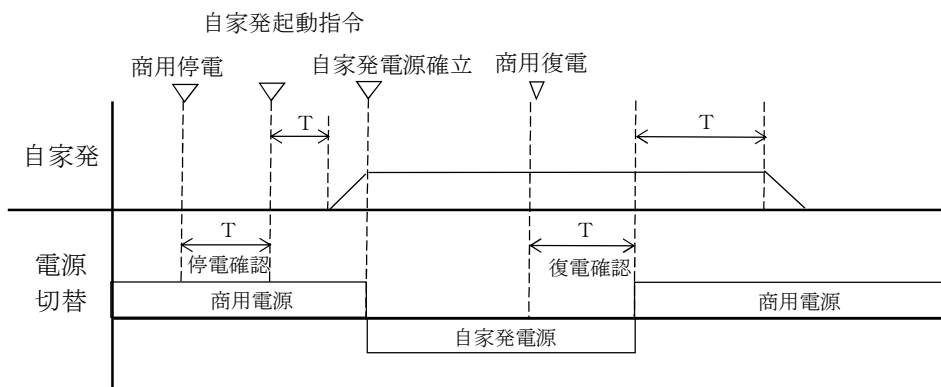 自家発起動指令
商用停電
自家発電源確立
商用復電
T
T
自家発
T
T
電源
停電確認
復電確認
切替
商用電源
商用電源
自家発電源